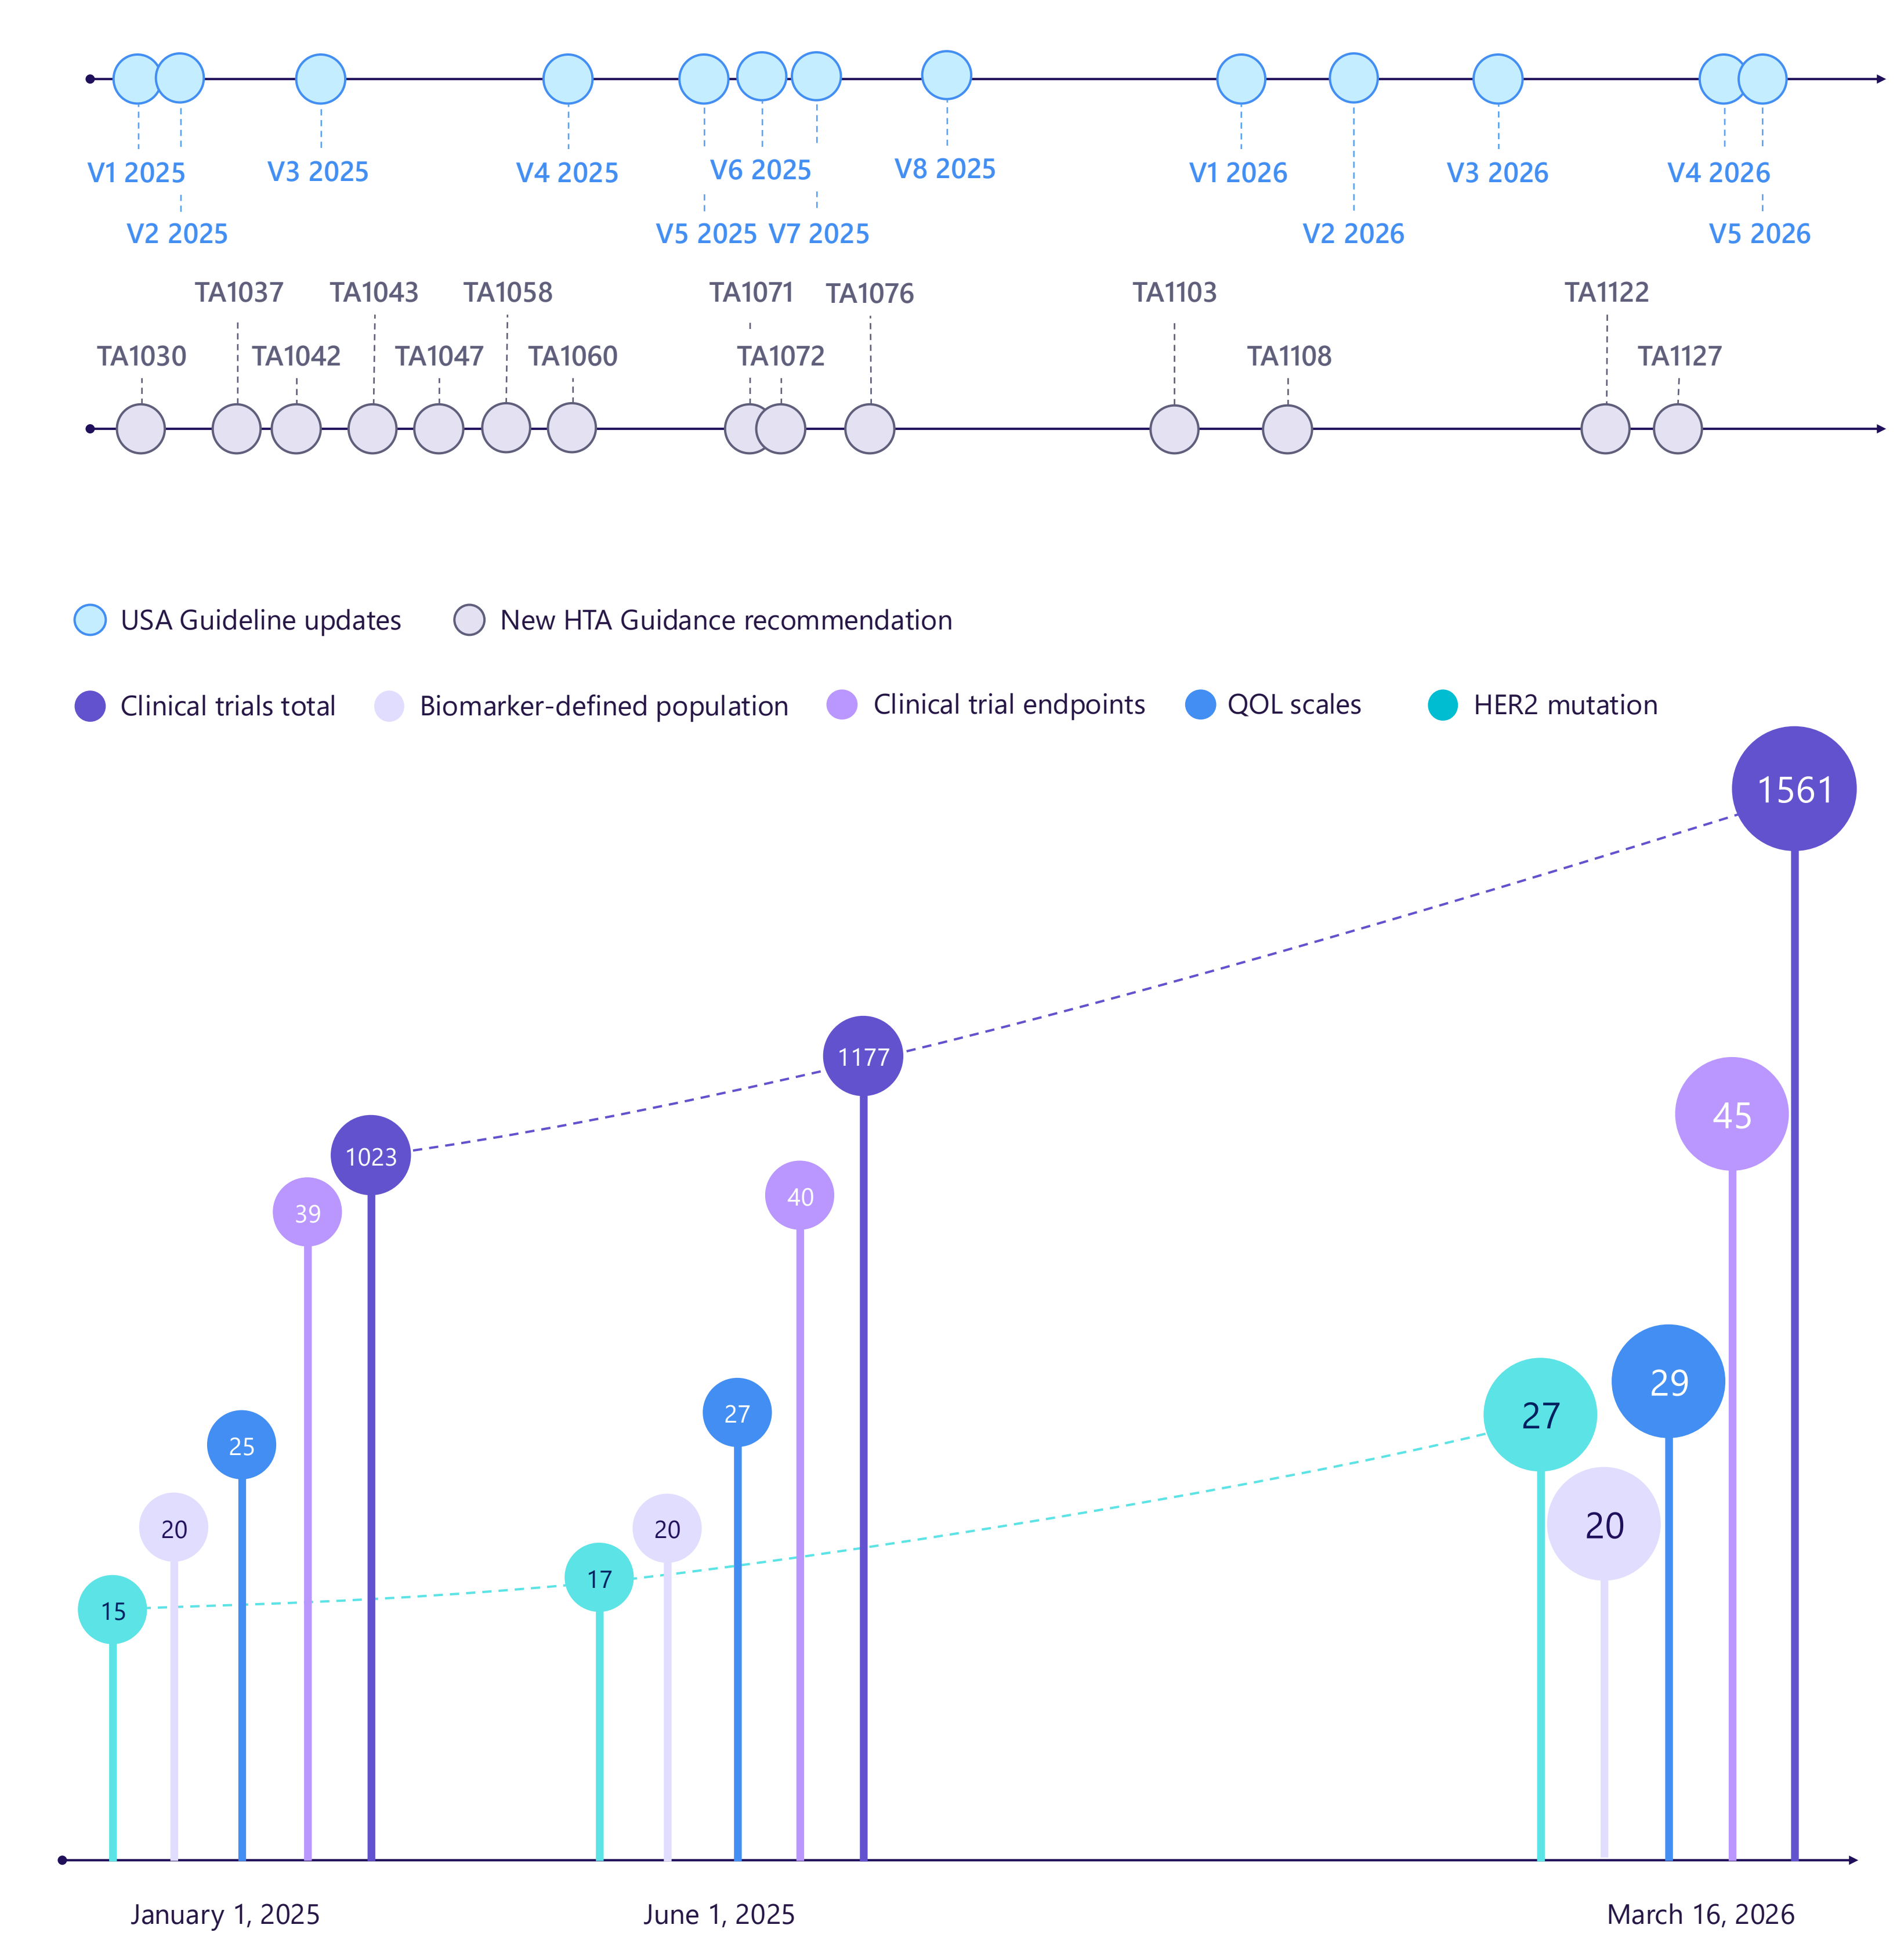 V1 2025
V3 2025
V4 2025
V6 2025
V8 2025
V1 2026
V3 2026
V4 2026
V2 2025
V5 2025
V7 2025
V2 2026
V5 2026
TA1037
TA1043
TA1058
TA1071
TA1076
TA1103
TA1122
TA1030
TA1042
TA1047
TA1060
TA1072
TA1108
TA1127
USA Guideline updates
New HTA Guidance recommendation
Clinical trials total
Biomarker-defined population
Clinical trial endpoints
QOL scales
HER2 mutation
1561
1177
45
1023
40
39
29
27
27
25
20
20
20
17
15
January 1, 2025
June 1, 2025
March 16, 2026